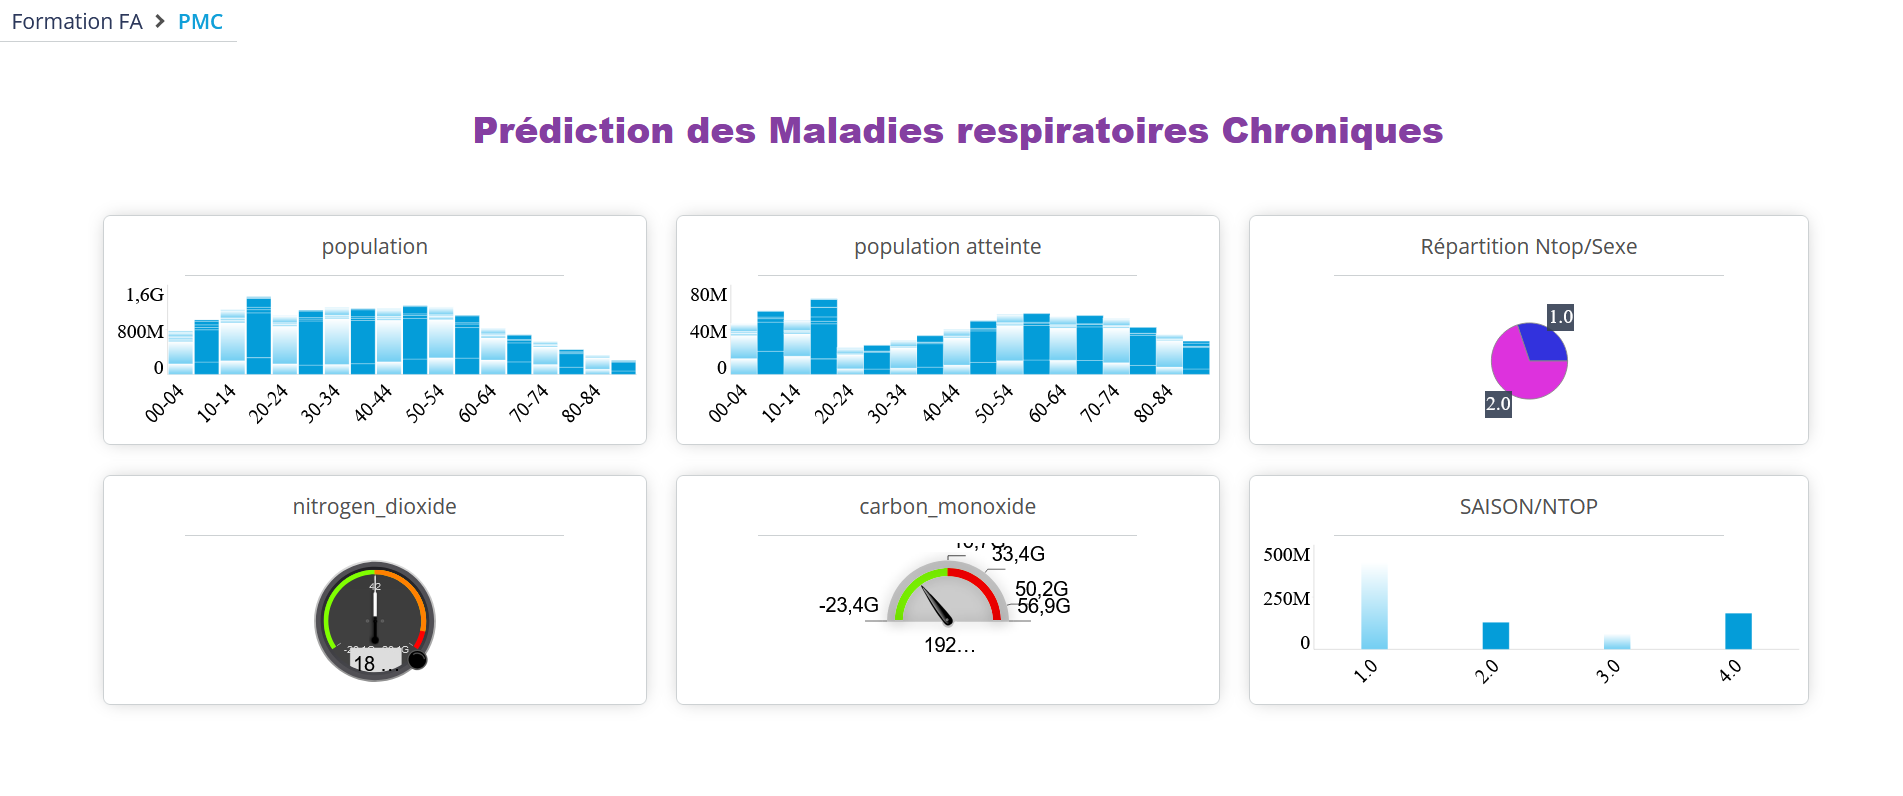 Formation FA > PMC
Prédiction des Maladies respiratoires Chroniques
population
1,6G
800M
0
00-04 10-14 20-24 30-34 40-44 50-54 60-64 70-74 80-84
population atteinte
80M
40M
0
00-04 10-14 20-24 30-34 40-44 50-54 60-64 70-74 80-84
Répartition Ntop/Sexe
1.0
2.0
nitrogen_dioxide
42
18 ...
carbon_monoxide
33,4G
50,2G
-23,4G
56,9G
192...
SAISON/NTOP
500M
250M
0
1.0 2.0 3.0 4.0